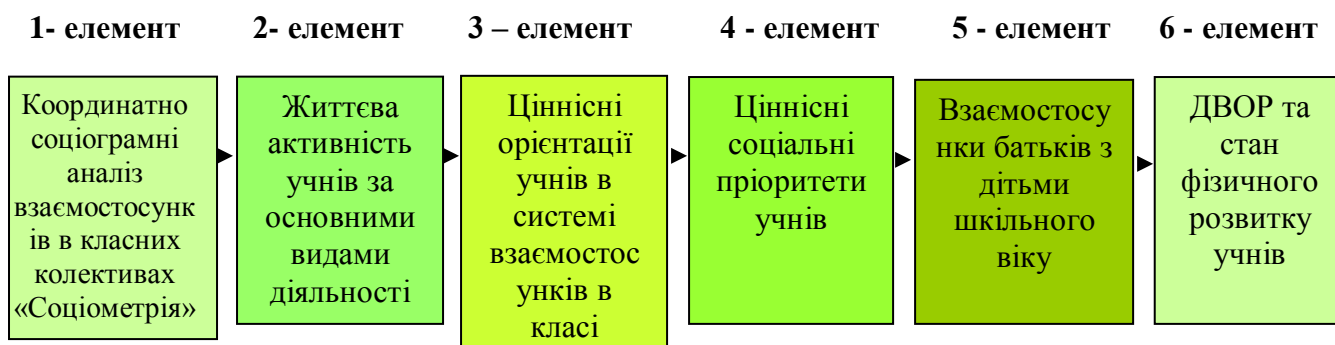 1- елемент
2- елемент
3 – елемент
4 - елемент
5 - елемент
6 - елемент
Координатно
соціограмні
аналіз
взаємостосунк
ів в класних
колективах
«Соціометрія»
Життєва
активність
учнів за
основними
видами
діяльності
Ціннісні
орієнтації
учнів в
системі
взаємостос
унків в
класі
Ціннісні
соціальні
пріоритети
учнів
Взаємостосу
нки батьків з
дітьми
шкільного
віку
ДВОР та
стан
фізичного
розвитку
учнів